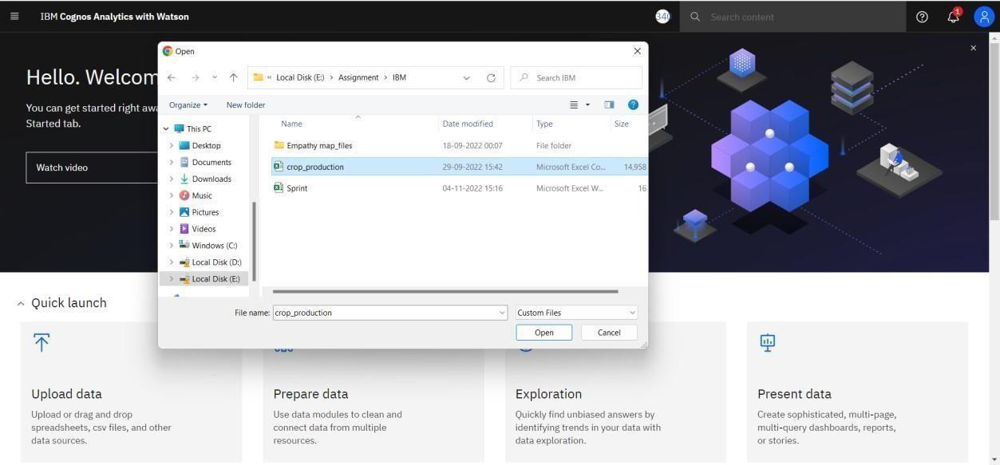 IBM Cognos Analytics with Watson
340
Search content
1
Hello. Welcom
You can get started right awa
Started tab.
Watch video
Open
« Local Disk (E:) > Assignment > IBM
Search IBM
Organize
New folder
Name
Date modified
Type
Size
This PC
Desktop
Documents
Downloads
Music
Pictures
Videos
Windows (C:)
Local Disk (D:)
Local Disk (E:)
Empathy map_files
18-09-2022 00:07
File folder
crop_production
29-09-2022 15:42
Microsoft Excel Co...
14,958
Sprint
04-11-2022 15:16
Microsoft Excel W...
16
File name:
crop_production
Custom Files
Open
Cancel
Quick launch
Upload data
Upload or drag and drop
spreadsheets, csv files, and other
data sources.
Prepare data
Use data modules to clean and
connect data from multiple
resources.
Exploration
Quickly find unbiased answers by
identifying trends in your data with
data exploration.
Present data
Create sophisticated, multi-page,
multi-query dashboards, reports,
or stories.